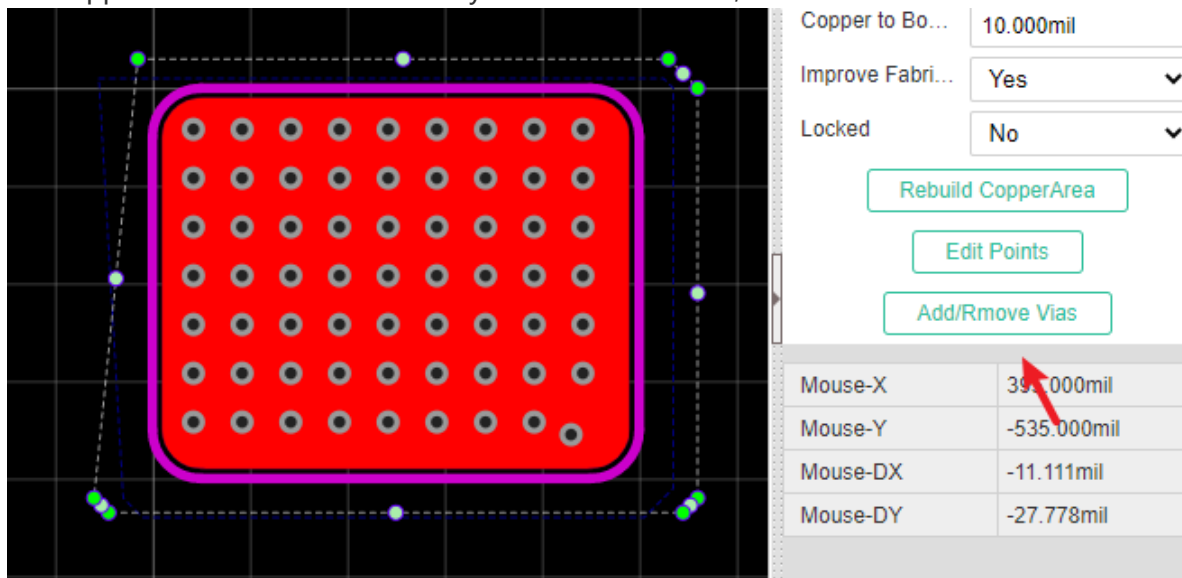 Copper to Bo...
10.000mil
Improve Fabri...
Yes
Locked
No
Rebuild CopperArea
Edit Points
Add/Rmove Vias
Mouse-X
Mouse-Y
-535.000mil
Mouse-DX
-11.111mil
Mouse-DY
-27.778mil